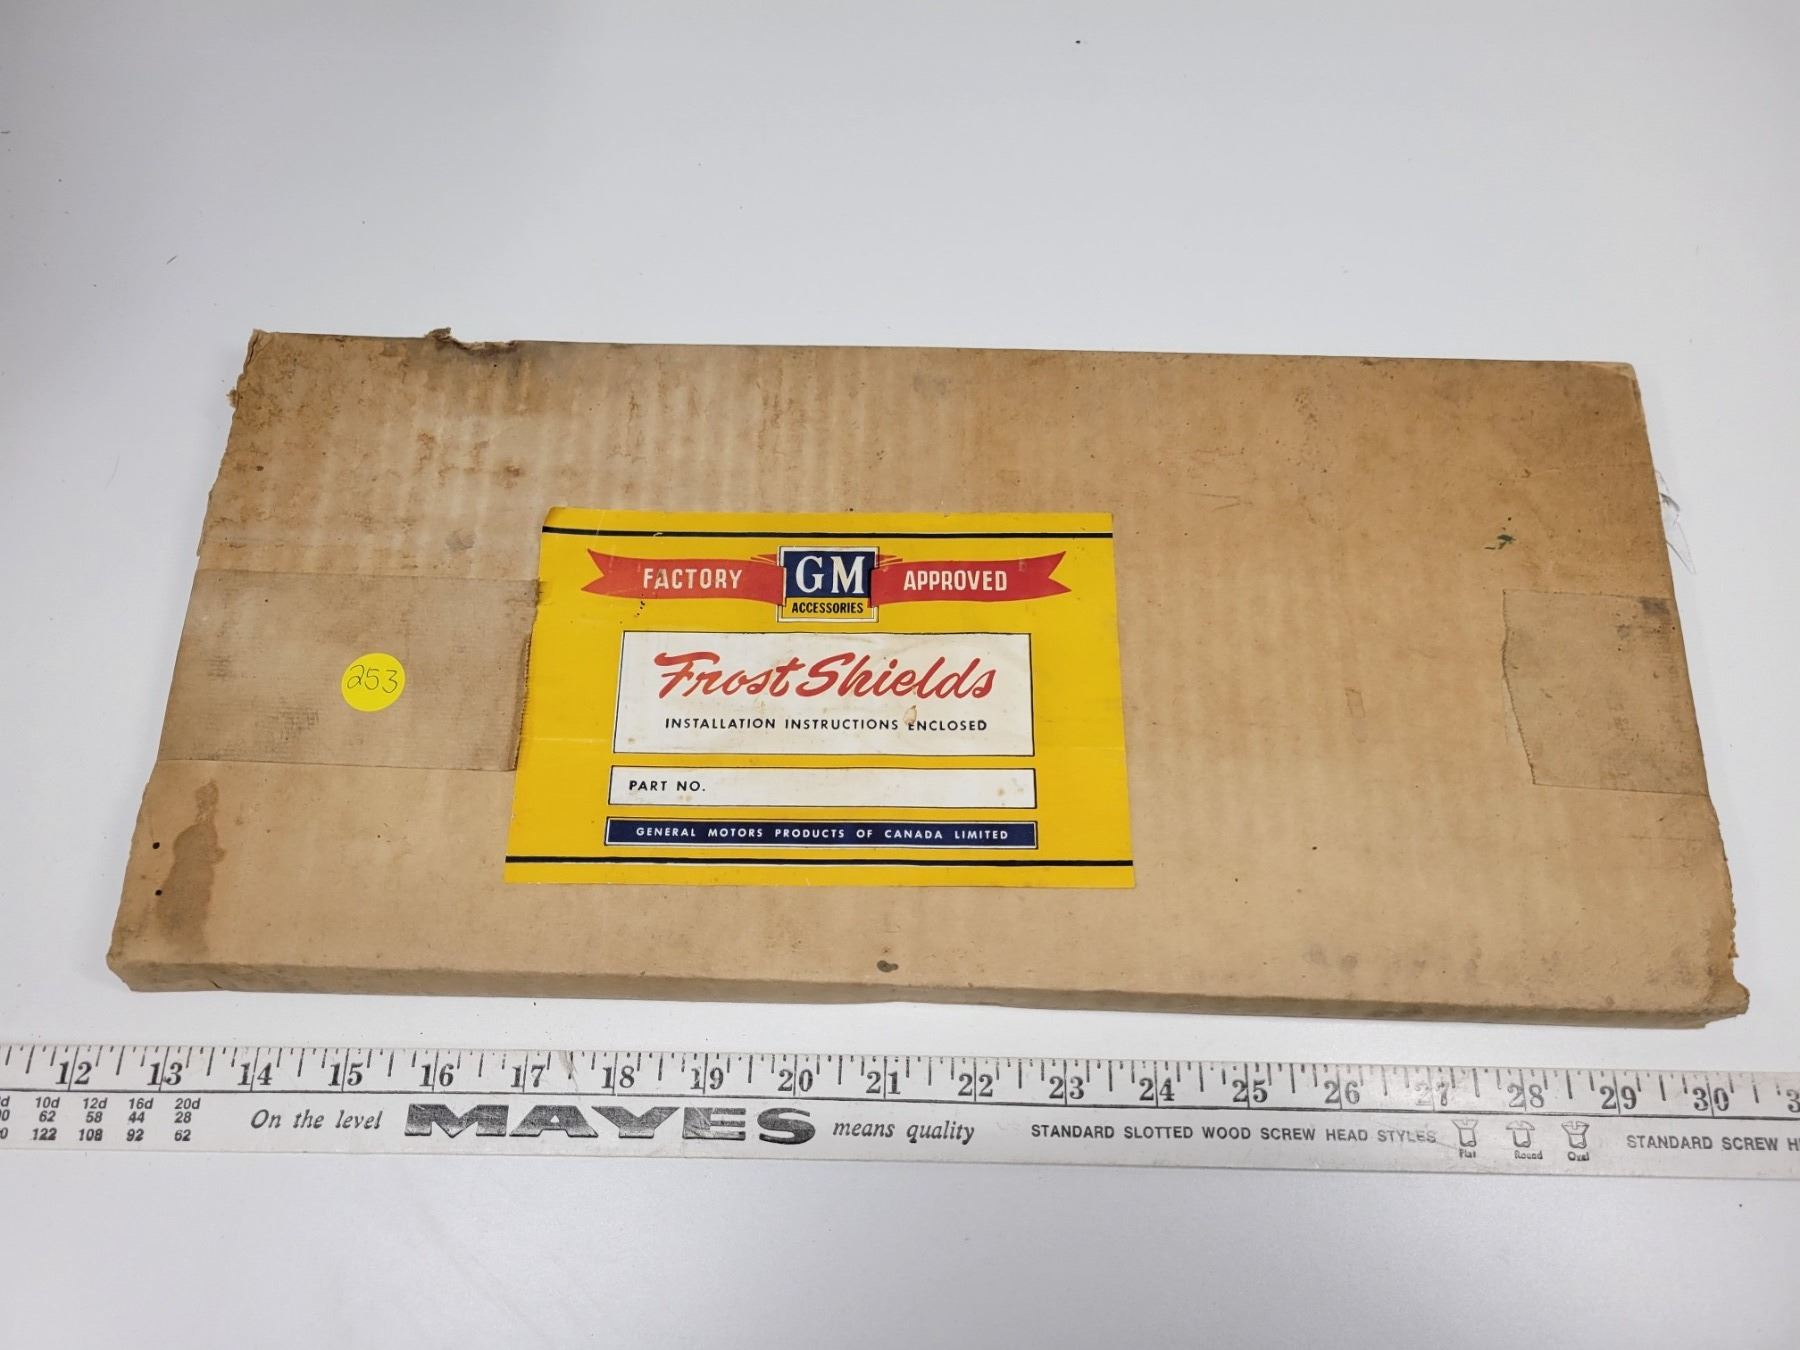 253
FACTORY GM APPROVED
ACCESSORIES
Frost Shields
INSTALLATION INSTRUCTIONS ENCLOSED
PART NO.
GENERAL MOTORS PRODUCTS OF CANADA LIMITED
12 13 14 15 16 17 18 19 20 21 22 23 24 25 26 27 28 29 30
10d 12d 16d 20d
62 58 44 28
122 108 92 62
On the level MAYES means quality
STANDARD SLOTTED WOOD SCREW HEAD STYLES
Flat Round Oval
STANDARD SCREW